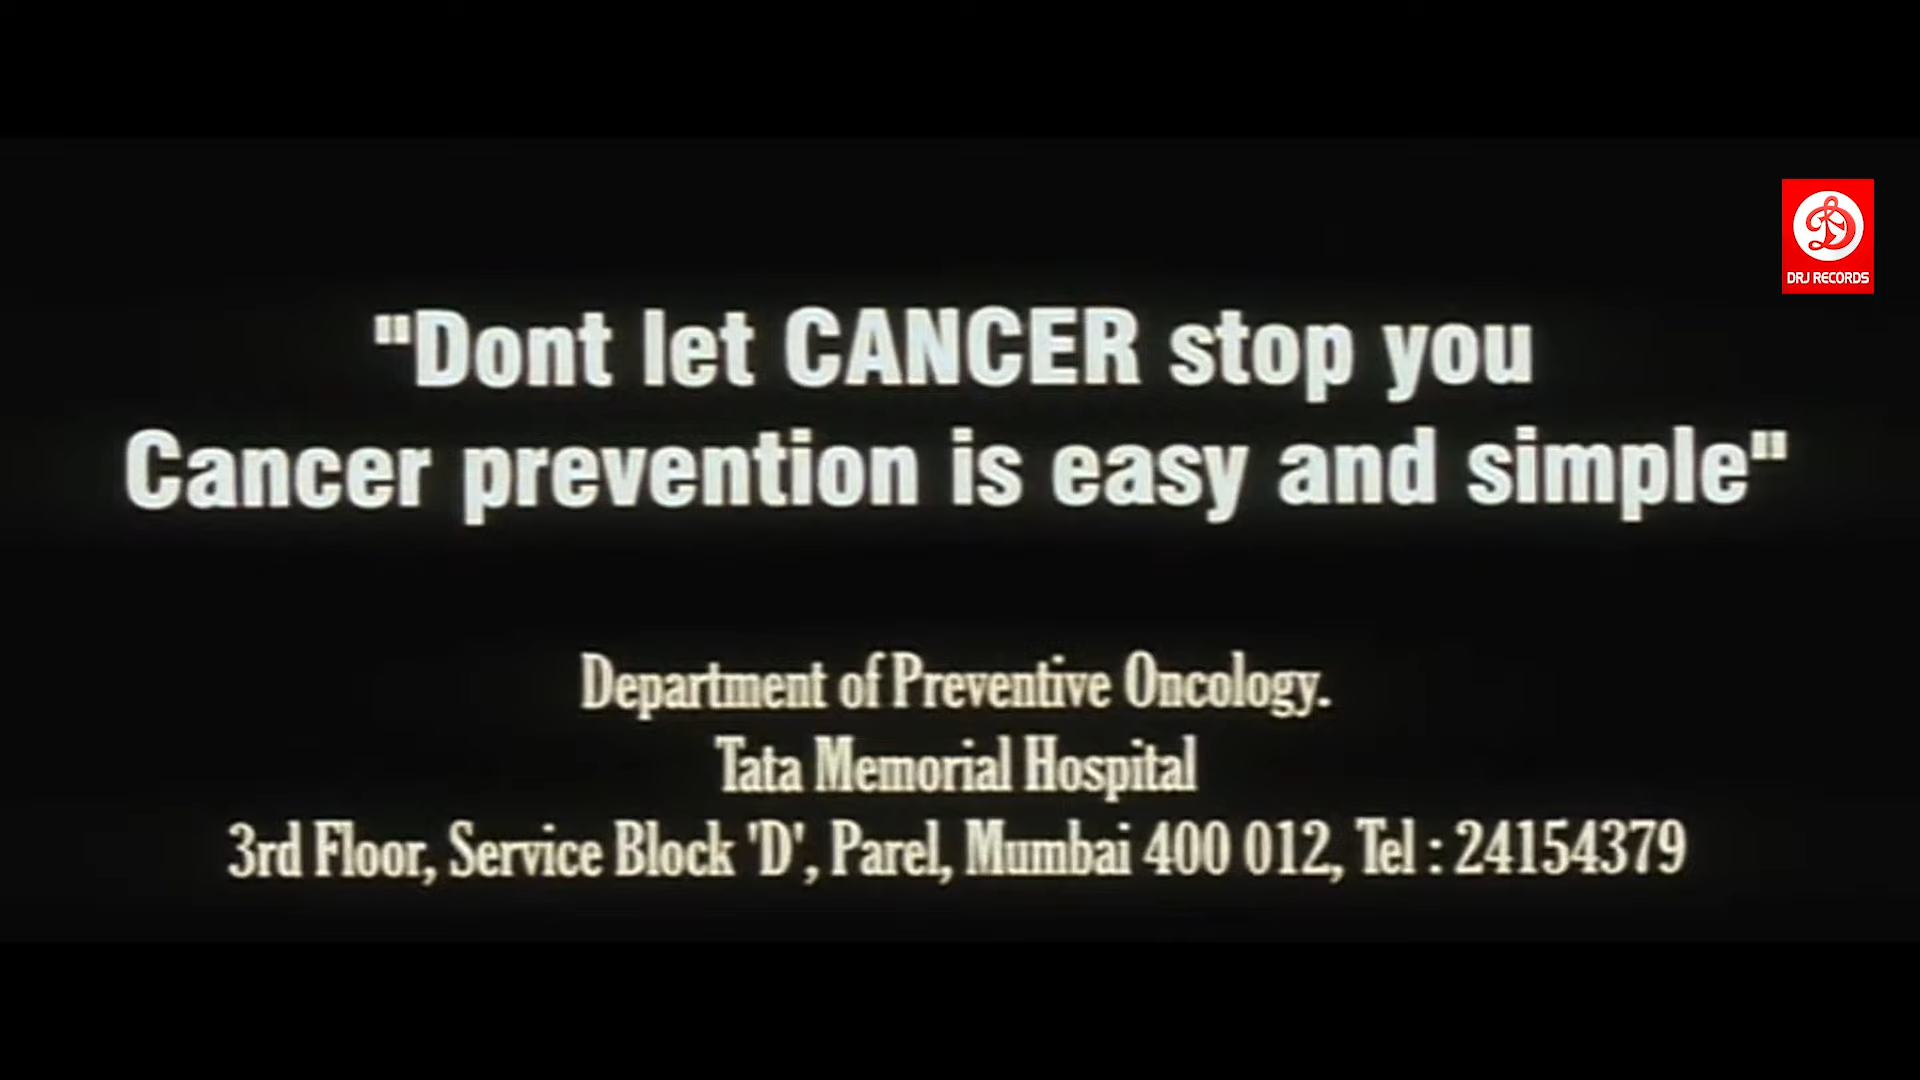 DRJ RECORDS
"Dont let CANCER stop you
Cancer prevention is easy and simple"
Department of Preventive Oncology.
Tata Memorial Hospital
3rd Floor, Service Block 'D', Parel, Mumbai 400 012, Tel : 24154379